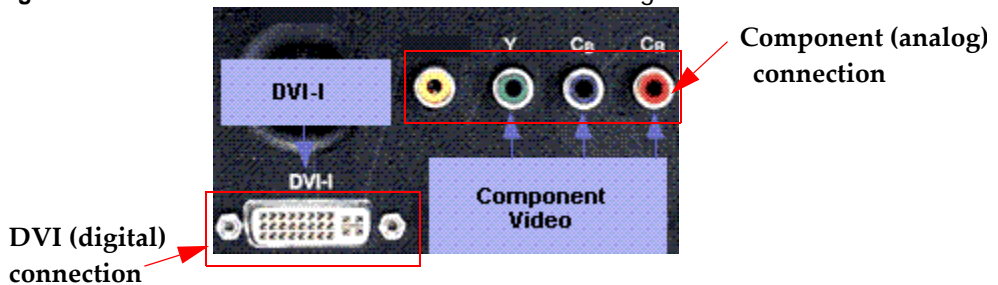 Y CB CR
Component (analog)
connection
DVI-I
DVI-I
Component
Video
DVI (digital)
connection